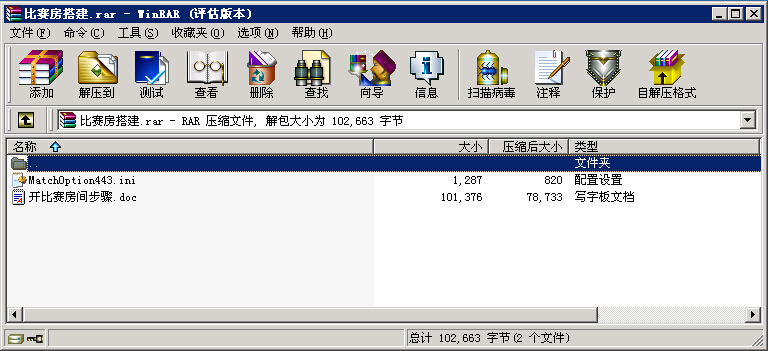 比赛房搭建.rar - WinRAR (评估版本)
文件(F) 命令(C) 工具(S) 收藏夹(O) 选项(N) 帮助(H)
添加 解压到 测试 查看 删除 查找 向导 信息 扫描病毒 注释 保护 自解压格式
比赛房搭建.rar - RAR 压缩文件, 解包大小为 102,663 字节
名称 大小 压缩后大小 类型
.. 文件夹
MatchOption443.ini 1,287 820 配置设置
开比赛房间步骤.doc 101,376 78,733 写字板文档
总计 102,663 字节(2 个文件)